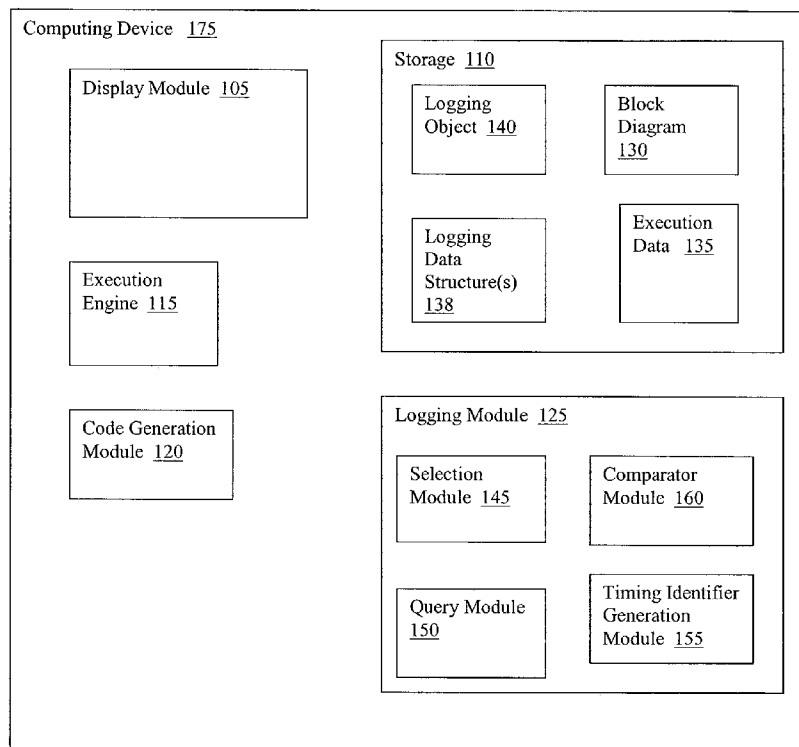 Computing Device 175
Display Module 105
Execution
Engine 115
Code Generation
Module 120
Storage 110
Logging
Object 140
Block
Diagram
130
Logging
Data
Structure(s)
138
Execution
Data 135
Logging Module 125
Selection
Module 145
Comparator
Module 160
Query Module
150
Timing Identifier
Generation
Module 155